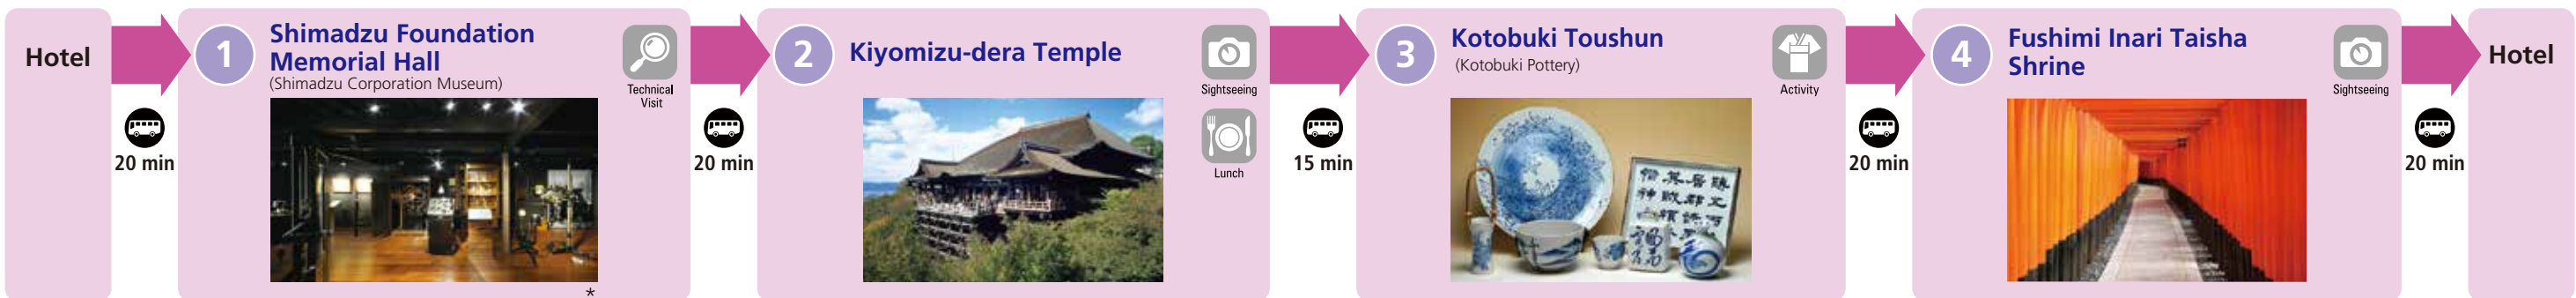 Hotel
20 min
1
Shimadzu Foundation
Memorial Hall
(Shimadzu Corporation Museum)
Technical
Visit
*
20 min
2
Kiyomizu-dera Temple
Sightseeing
Lunch
15 min
3
Kotobuki Toushun
(Kotobuki Pottery)
Activity
20 min
4
Fushimi Inari Taisha
Shrine
Sightseeing
20 min
Hotel